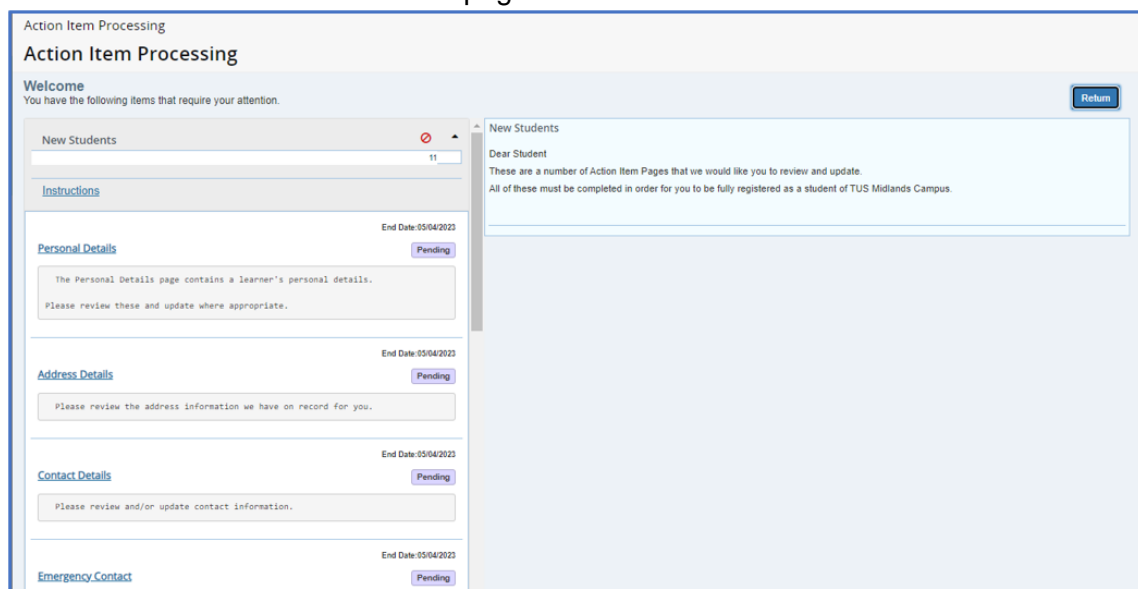 Action Item Processing
Action Item Processing
Welcome
You have the following items that require your attention.
Return
New Students
11
Instructions
End Date:05/04/2023
Personal Details
Pending
The Personal Details page contains a learner's personal details.
Please review these and update where appropriate.
End Date:05/04/2023
Address Details
Pending
Please review the address information we have on record for you.
End Date:05/04/2023
Contact Details
Pending
Please review and/or update contact information.
End Date:05/04/2023
Emergency Contact
Pending
New Students
Dear Student
These are a number of Action Item Pages that we would like you to review and update.
All of these must be completed in order for you to be fully registered as a student of TUS Midlands Campus.